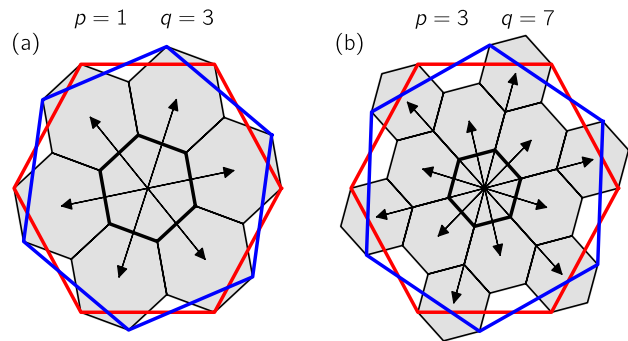 p = 1 q = 3 p = 3 q = 7
(a) (b)